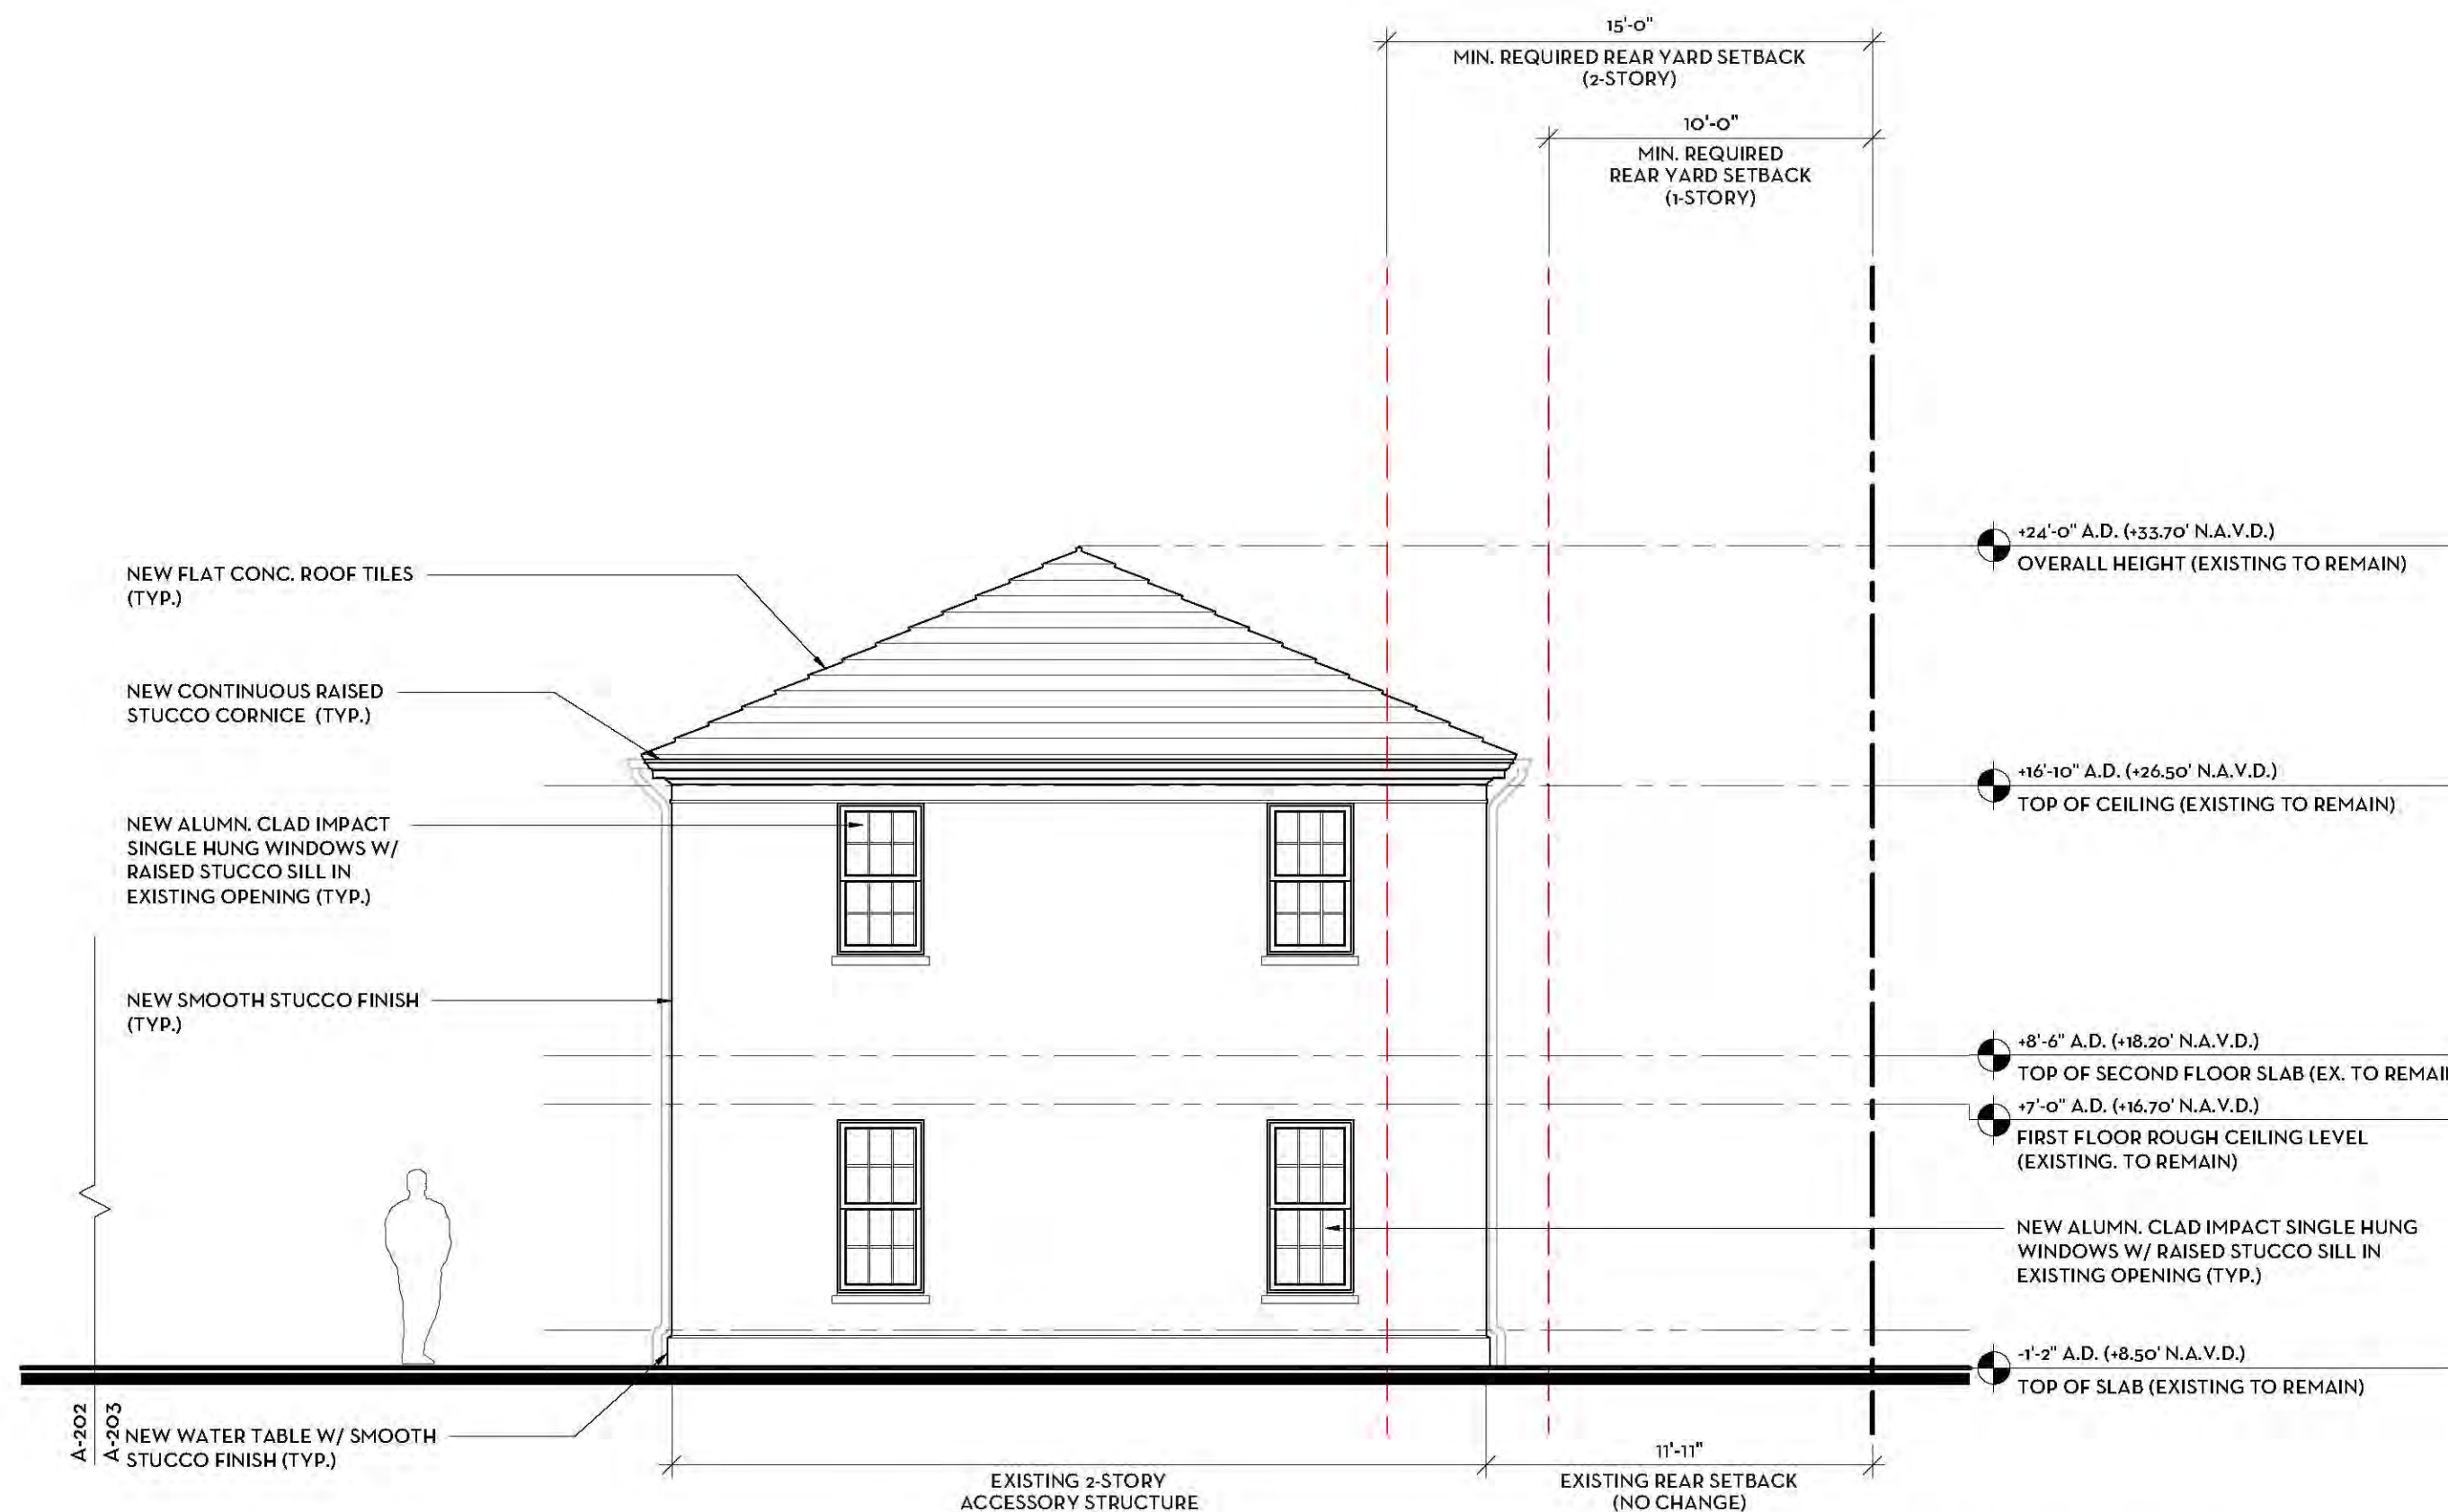 15'-0"
MIN. REQUIRED REAR YARD SETBACK
(2-STORY)
10'-0"
MIN. REQUIRED
REAR YARD SETBACK
(1-STORY)
+24'-0" A.D. (+33.70' N.A.V.D.)
OVERALL HEIGHT (EXISTING TO REMAIN)
NEW FLAT CONC. ROOF TILES
(TYP.)
NEW CONTINUOUS RAISED
STUCCO CORNICE (TYP.)
+16'-10" A.D. (+26.50' N.A.V.D.)
TOP OF CEILING (EXISTING TO REMAIN)
NEW ALUMN. CLAD IMPACT
SINGLE HUNG WINDOWS W/
RAISED STUCCO SILL IN
EXISTING OPENING (TYP.)
NEW SMOOTH STUCCO FINISH
(TYP.)
+8'-6" A.D. (+18.20' N.A.V.D.)
TOP OF SECOND FLOOR SLAB (EX. TO
+7'-0" A.D. (+16.70' N.A.V.D.)
FIRST FLOOR ROUGH CEILING LEVEL
(EXISTING. TO REMAIN)
NEW ALUMN. CLAD IMPACT SINGLE HUNG
WINDOWS W/ RAISED STUCCO SILL IN
EXISTING OPENING (TYP.)
-1'-2" A.D. (+8.50' N.A.V.D.)
TOP OF SLAB (EXISTING TO REMAIN)
A-202
A-203
NEW WATER TABLE W/ SMOOTH
STUCCO FINISH (TYP.)
EXISTING 2-STORY
ACCESSORY STRUCTURE
11'-11"
EXISTING REAR SETBACK
(NO CHANGE)